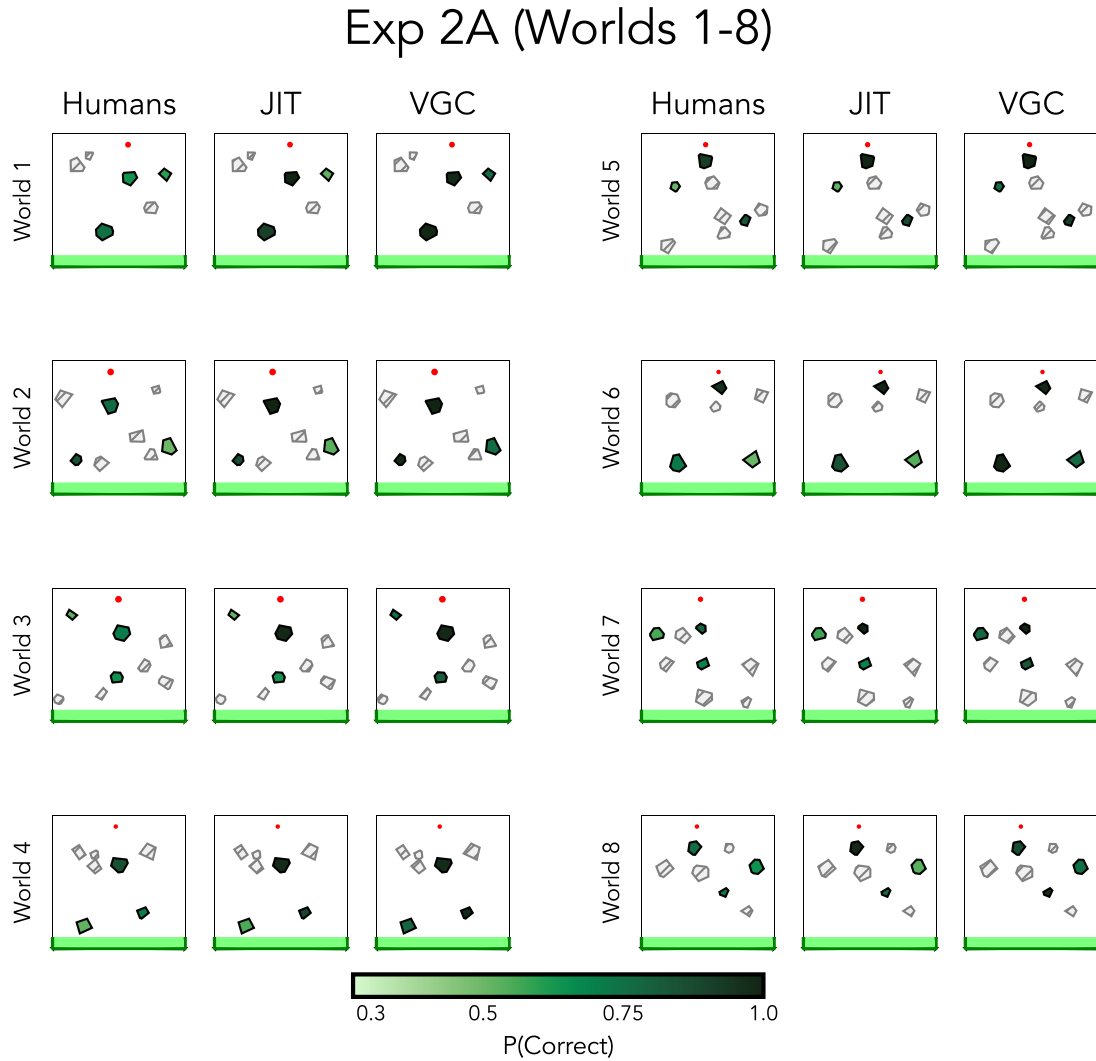 Exp 2A (Worlds 1-8)
Humans JIT VGC Humans JIT VGC
World 1 World 5
World 2 World 6
World 3 World 7
World 4 World 8
0.3 0.5 0.75 1.0
P(Correct)